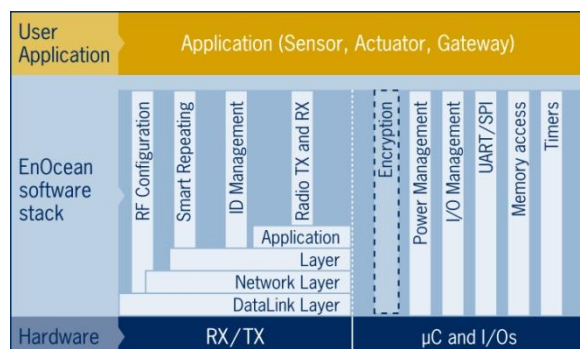 User
Application
Application (Sensor, Actuator, Gateway)
EnOcean
software
stack
RF Configuration
Smart Repeating
ID Management
Radio TX and RX
Application
Layer
Network Layer
DataLink Layer
Encryption
Power Management
I/O Management
UART/SPI
Memory access
Timers
Hardware
RX/TX
µC and I/Os